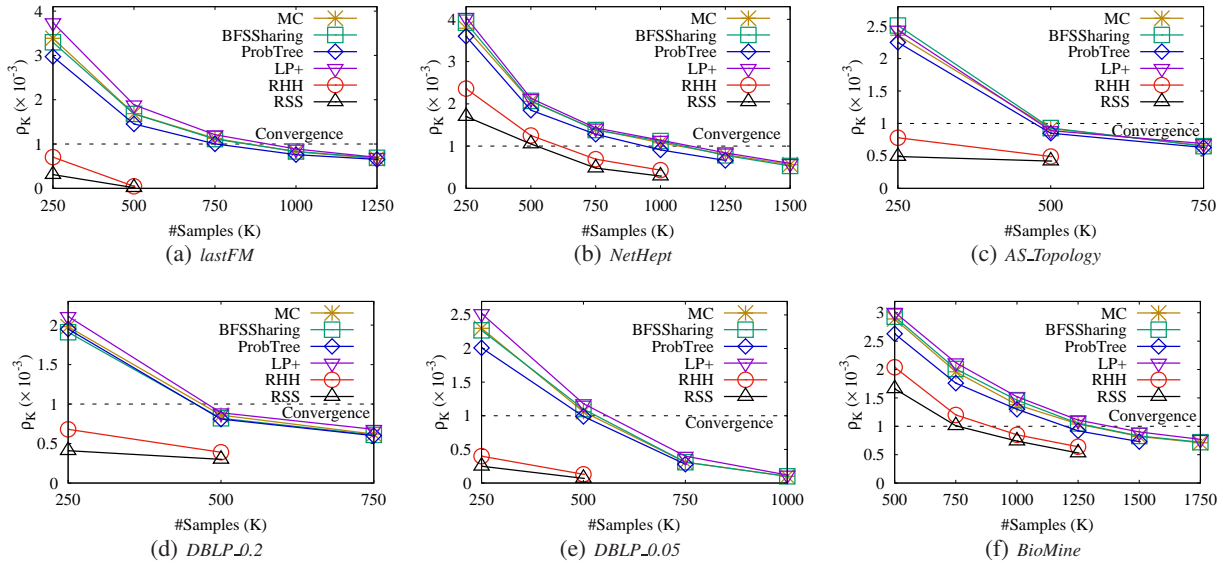 ρK (× 10-3)
4
3
2
1
0
250
500
750
1000
1250
#Samples (K)
MC
BFSSharing
ProbTree
LP+
RHH
RSS
Convergence
(a) lastFM
ρK (× 10-3)
4
3
2
1
0
250
500
750
1000
1250
1500
#Samples (K)
MC
BFSSharing
ProbTree
LP+
RHH
RSS
Convergence
(b) NetHept
ρK (× 10-3)
2.5
2
1.5
1
0.5
0
250
500
750
#Samples (K)
MC
BFSSharing
ProbTree
LP+
RHH
RSS
Convergence
(c) AS_Topology
ρK (× 10-3)
2
1.5
1
0.5
0
250
500
750
#Samples (K)
MC
BFSSharing
ProbTree
LP+
RHH
RSS
Convergence
(d) DBLP_0.2
ρK (× 10-3)
2.5
2
1.5
1
0.5
0
250
500
750
1000
#Samples (K)
MC
BFSSharing
ProbTree
LP+
RHH
RSS
Convergence
(e) DBLP_0.05
ρK (× 10-3)
3
2.5
2
1.5
1
0.5
0
500
750
1000
1250
1500
1750
#Samples (K)
MC
BFSSharing
ProbTree
LP+
RHH
RSS
Convergence
(f) BioMine